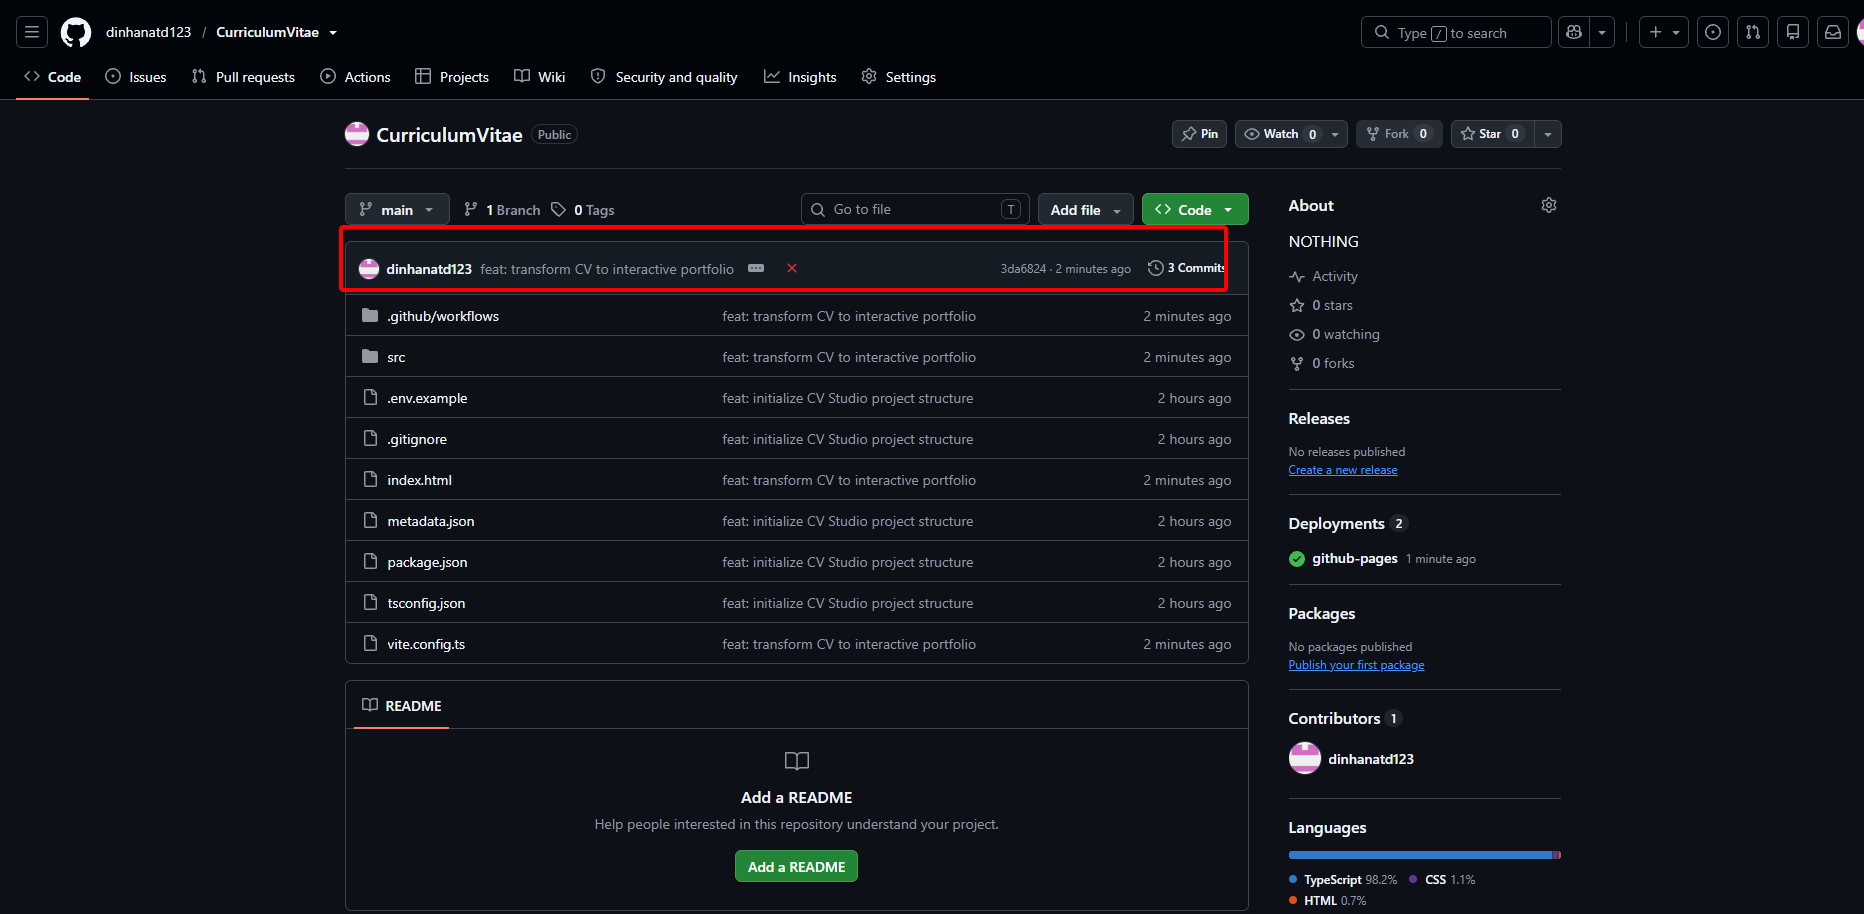 dinhanatd123 / CurriculumVitae
Type / to search
Code Issues Pull requests Actions Projects Wiki Security and quality Insights Settings
CurriculumVitae Public
Pin Watch 0 Fork 0 Star 0
main 1 Branch 0 Tags Go to file T Add file Code
dinhanatd123 feat: transform CV to interactive portfolio 3da6824 · 2 minutes ago 3 Commits
.github/workflows feat: transform CV to interactive portfolio 2 minutes ago
src feat: transform CV to interactive portfolio 2 minutes ago
.env.example feat: initialize CV Studio project structure 2 hours ago
.gitignore feat: initialize CV Studio project structure 2 hours ago
index.html feat: transform CV to interactive portfolio 2 minutes ago
metadata.json feat: initialize CV Studio project structure 2 hours ago
package.json feat: initialize CV Studio project structure 2 hours ago
tsconfig.json feat: initialize CV Studio project structure 2 hours ago
vite.config.ts feat: transform CV to interactive portfolio 2 minutes ago
README
Add a README
Help people interested in this repository understand your project.
Add a README
About
NOTHING
Activity
0 stars
0 watching
0 forks
Releases
No releases published
Create a new release
Deployments 2
github-pages 1 minute ago
Packages
No packages published
Publish your first package
Contributors 1
dinhanatd123
Languages
TypeScript 98.2% CSS 1.1%
HTML 0.7%